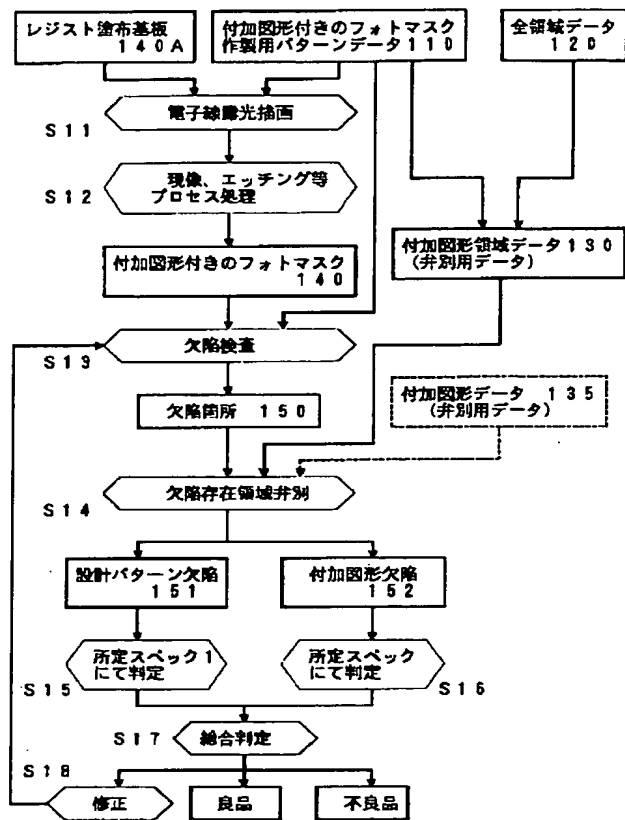 レジスト塗布基板
140A
付加図形付きのフォトマスク
作製用パターンデータ110
全領域データ
120
S11
電子線露光描画
S12
現像、エッチング等
プロセス処理
付加図形付きのフォトマスク
140
付加図形領域データ130
(弁別用データ)
S13
欠陥検査
欠陥箇所 150
付加図形データ 135
(弁別用データ)
S14
欠陥存在領域弁別
設計パターン欠陥
151
付加図形欠陥
152
S15
所定スペック1
にて判定
所定スペック
にて判定
S16
S17
総合判定
S18
修正
良品
不良品